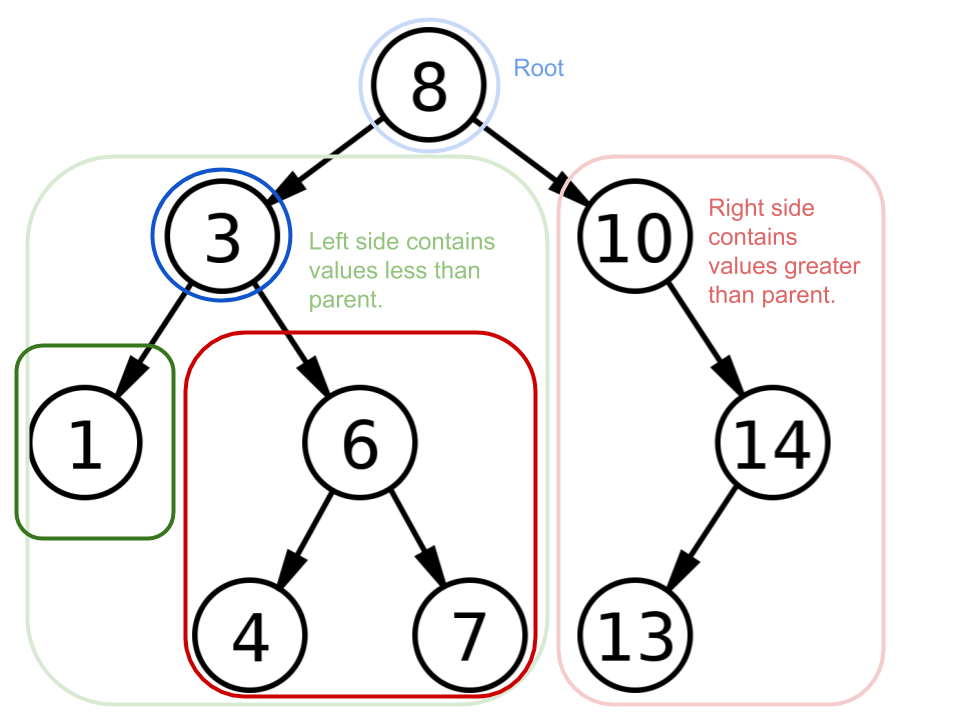 8
Root
3
10
Left side contains
values less than
parent.
Right side
contains
values greater
than parent.
1
6
14
4
7
13